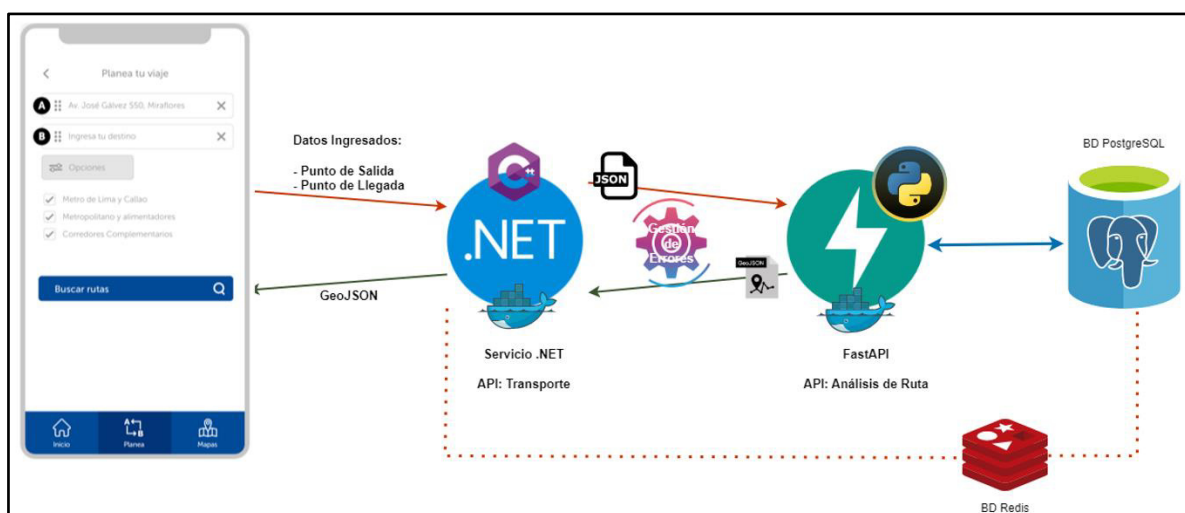 Planea tu viaje
A
Av. José Gálvez 550, Miraflores
B
Ingresa tu destino
Opciones
Metro de Lima y Callao
Metropolitano y alimentadores
Corredores Complementarios
Buscar rutas
Inicio
A
B
Planea
Mapas
Datos Ingresados:
- Punto de Salida
- Punto de Llegada
GeoJSON
C++
.NET
Servicio .NET
API: Transporte
JSON
Gestión
de
Errores
GeoJSON
FastAPI
API: Análisis de Ruta
BD PostgreSQL
BD Redis